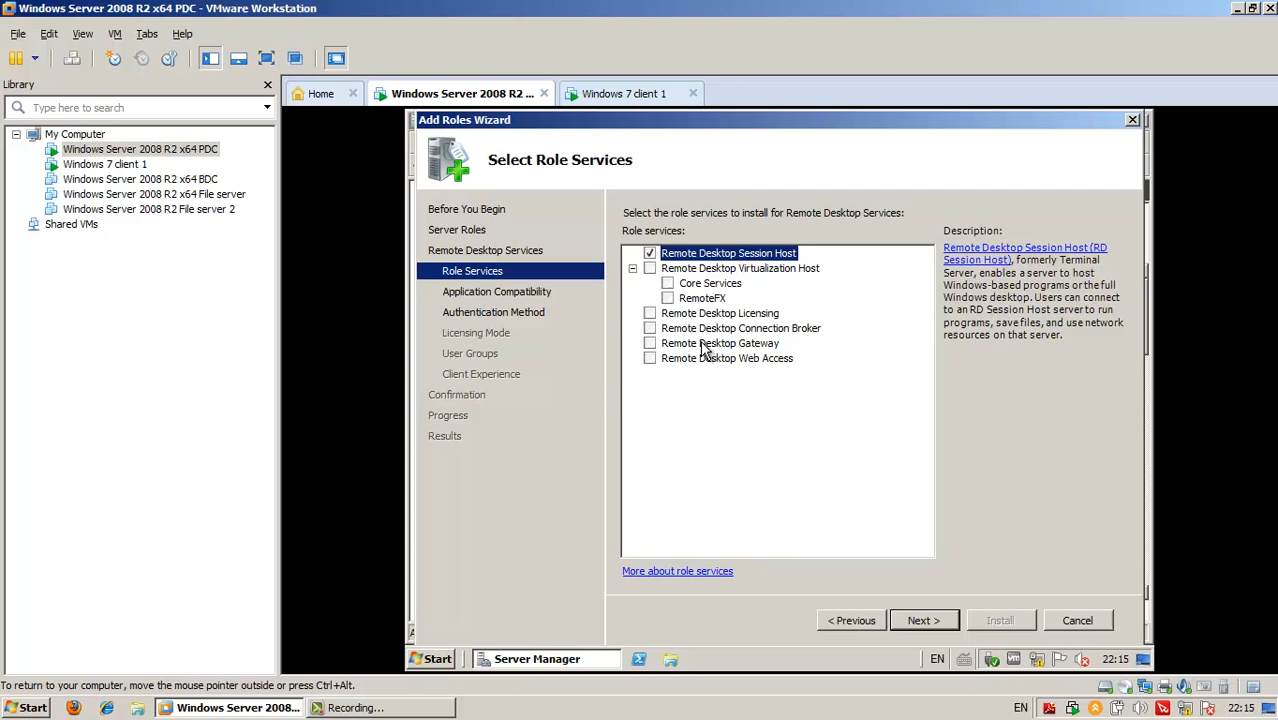 Windows Server 2008 R2 x64 PDC - VMware Workstation
File Edit View VM Tabs Help
Library
Type here to search
My Computer
Windows Server 2008 R2 x64 PDC
Windows 7 client 1
Windows Server 2008 R2 x64 BDC
Windows Server 2008 R2 x64 File server
Windows Server 2008 R2 File server 2
Shared VMs
Home
Windows Server 2008 R2 ...
Windows 7 client 1
Add Roles Wizard
Select Role Services
Before You Begin
Server Roles
Remote Desktop Services
Role Services
Application Compatibility
Authentication Method
Licensing Mode
User Groups
Client Experience
Confirmation
Progress
Results
Select the role services to install for Remote Desktop Services:
Role services:
Remote Desktop Session Host
Remote Desktop Virtualization Host
Core Services
RemoteFX
Remote Desktop Licensing
Remote Desktop Connection Broker
Remote Desktop Gateway
Remote Desktop Web Access
More about role services
Description:
Remote Desktop Session Host (RD
Session Host), formerly Terminal
Server, enables a server to host
Windows-based programs or the full
Windows desktop. Users can connect
to an RD Session Host server to run
programs, save files, and use network
resources on that server.
< Previous
Next >
Install
Cancel
Start
Server Manager
EN
22:15
To return to your computer, move the mouse pointer outside or press Ctrl+Alt.
Start
Windows Server 2008...
Recording...
EN
22:15